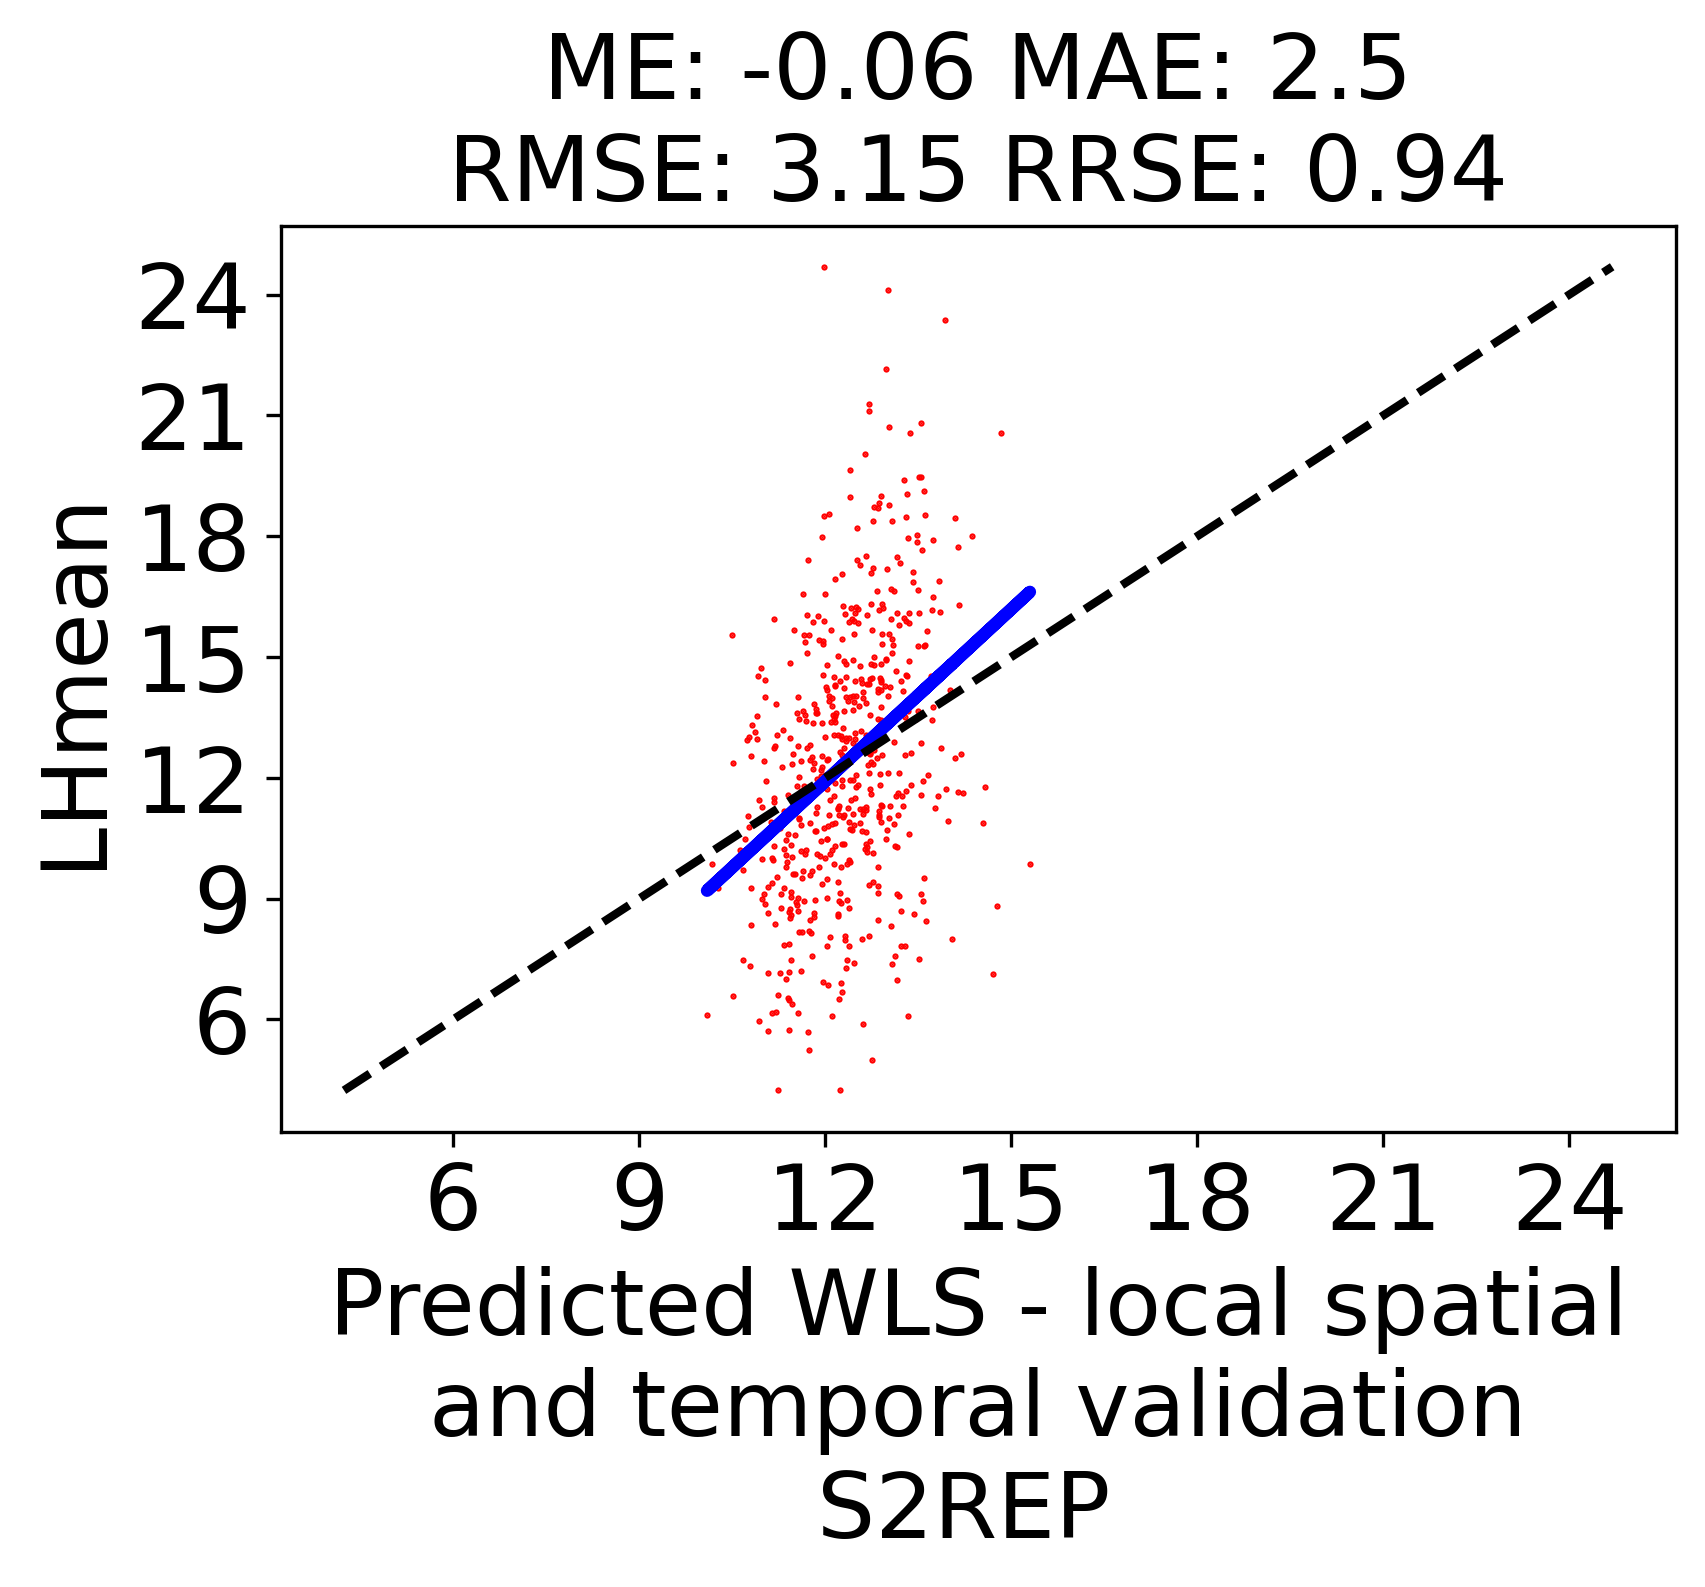 ME: -0.06 MAE: 2.5
RMSE: 3.15 RRSE: 0.94
LHmean
24
21
18
15
12
9
6
6 9 12 15 18 21 24
Predicted WLS - local spatial
and temporal validation
S2REP